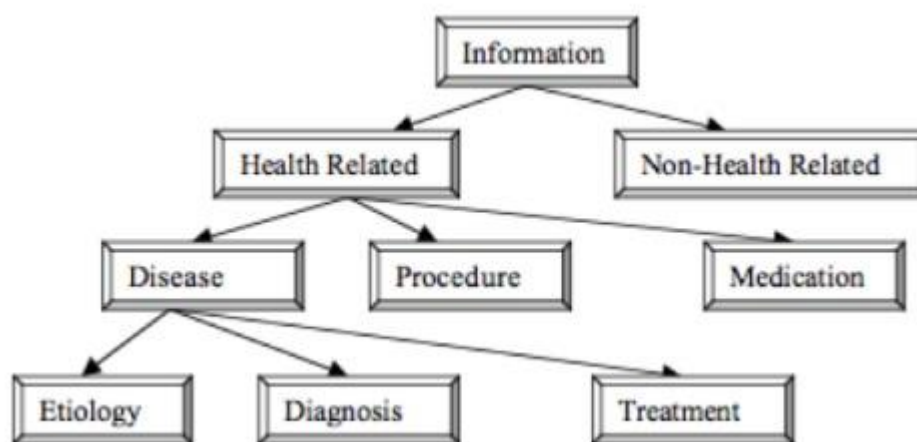 Information
Health Related
Non-Health Related
Disease
Procedure
Medication
Etiology
Diagnosis
Treatment